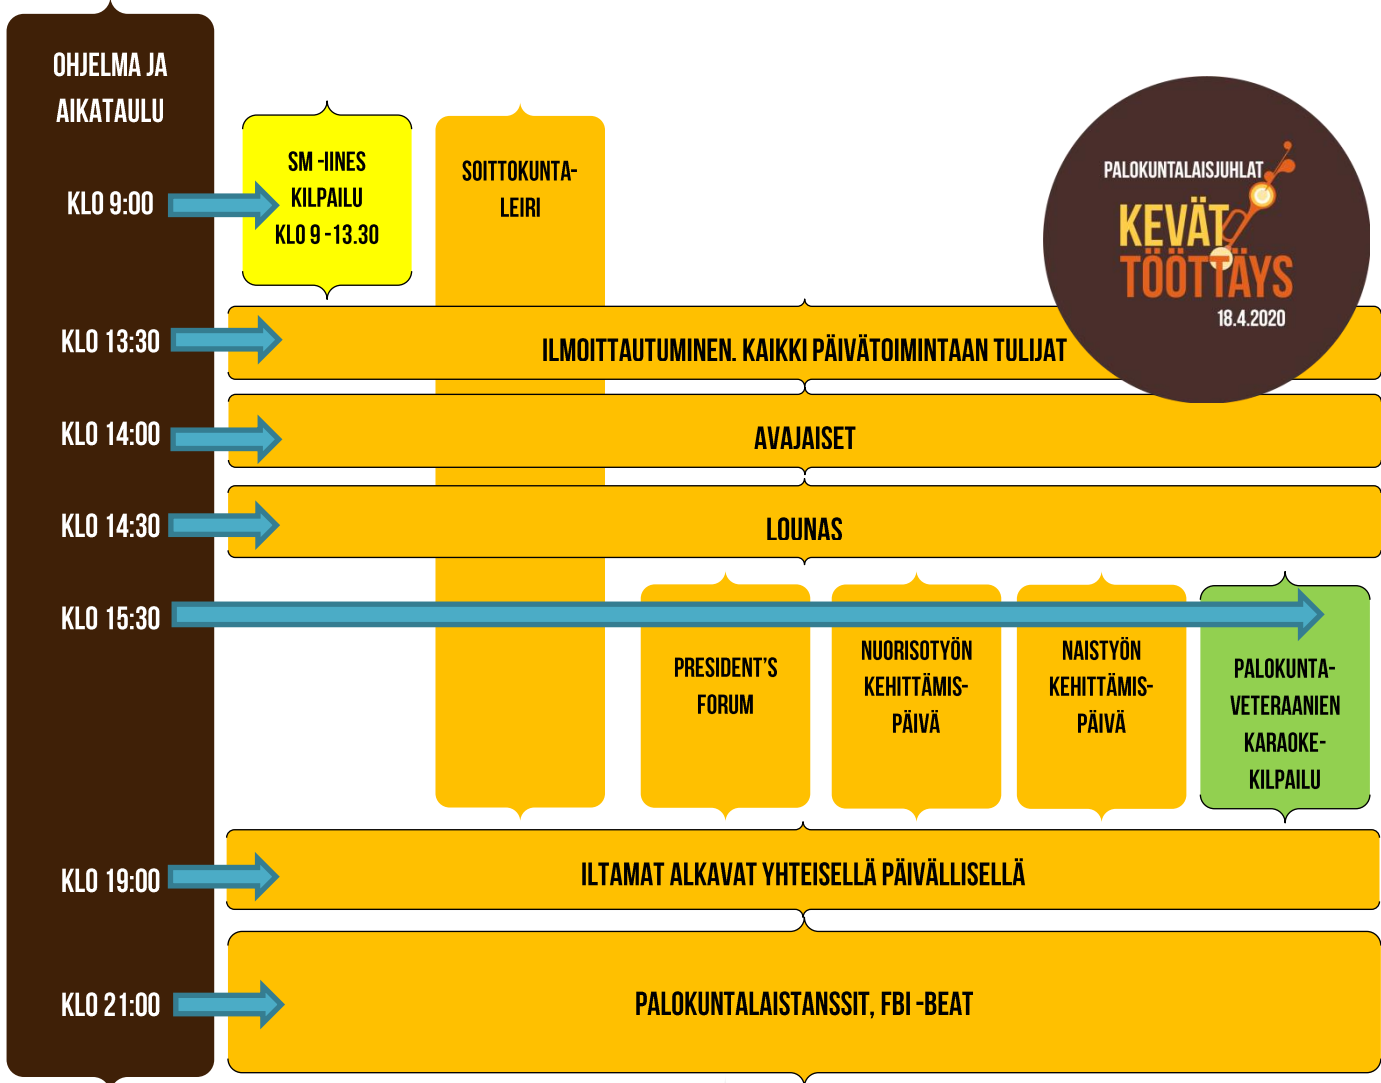 OHJELMA JA
AIKATAULU
KLO 9:00
SM -IINES
KILPAILU
KLO 9 -13.30
SOITTOKUNTA-
LEIRI
PALOKUNTALAISJUHLAT
KEVÄT
TÖÖTTÄYS
18.4.2020
KLO 13:30
ILMOITTAUTUMINEN. KAIKKI PÄIVÄTOIMINTAAN TULIJAT
KLO 14:00
AVAJAISET
KLO 14:30
LOUNAS
KLO 15:30
PRESIDENT'S
FORUM
NUORISOTYÖN
KEHITTÄMIS-
PÄIVÄ
NAISTYÖN
KEHITTÄMIS-
PÄIVÄ
PALOKUNTA-
VETERAANIEN
KARAOKE-
KILPAILU
KLO 19:00
ILTAMAT ALKAVAT YHTEISELLÄ PÄIVÄLLISELLÄ
KLO 21:00
PALOKUNTALAISTANSSIT, FBI -BEAT